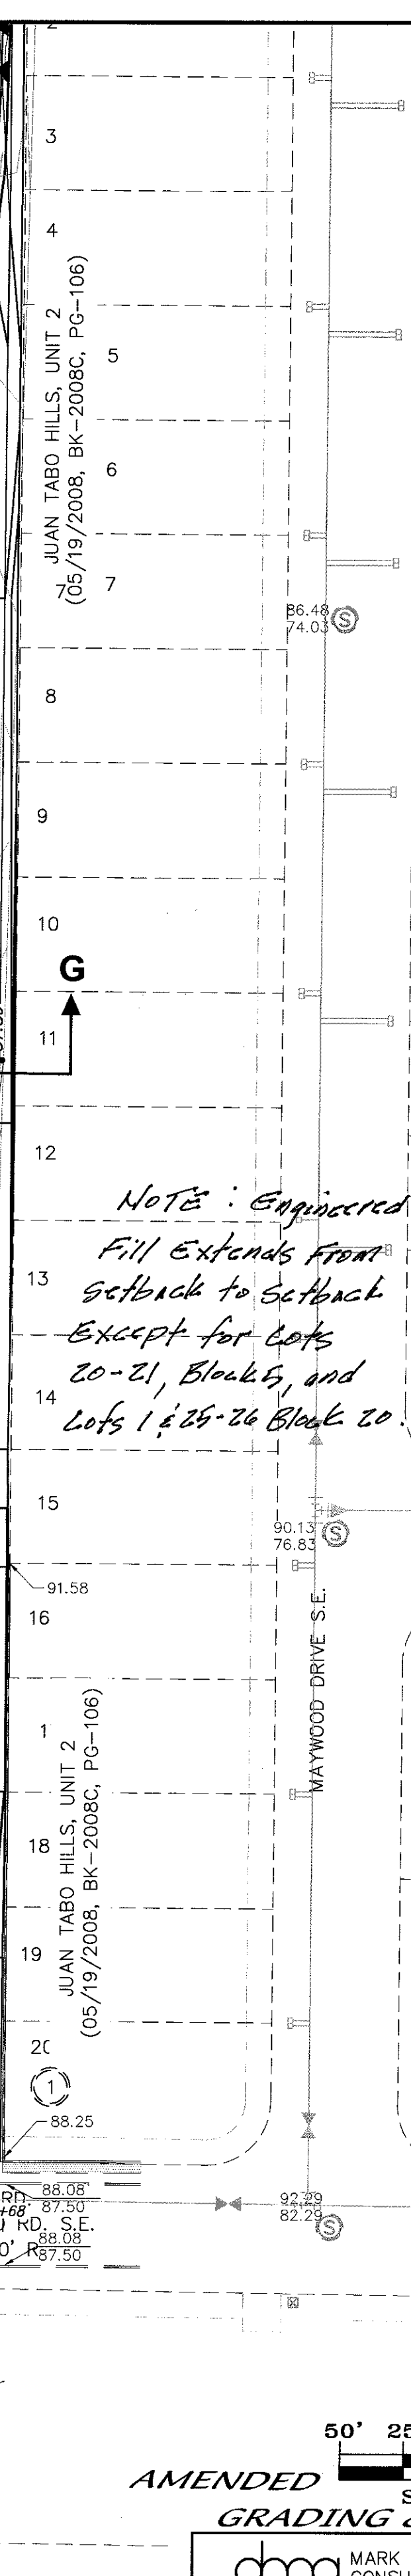 3
4
JUAN TABO HILLS, UNIT 2
(05/19/2008, BK-2008C, PG-106)
5
6
7
7
86.48
74.03
S
8
9
10
G
11
12
NOTE : Engineered
Fill Extends From
Setback to Setback
Except for Lots
20-21, Block 5, and
Lots 1 & 25-26 Block 20.
13
14
15
90.13
76.83
S
91.58
16
MAYWOOD DRIVE S.E.
1
JUAN TABO HILLS, UNIT 2
(05/19/2008, BK-2008C, PG-106)
18
19
20
1
88.25
88.08
87.50
RD. S.E.
88.08
87.50
92.29
82.29
S
50' 25
AMENDED
GRADING &
dmg MARK